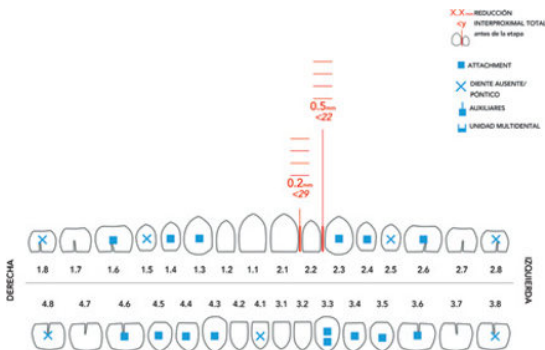 X.Xmm REDUCCIÓN
<y INTERPROXIMAL TOTAL
antes de la etapa
ATTACHMENT
DIENTE AUSENTE/
PÓNTICO
AUXILIARES
UNIDAD MULTIDENTAL
0.5mm
<22
0.2mm
<29
DERECHA
1.8 1.7 1.6 1.5 1.4 1.3 1.2 1.1 2.1 2.2 2.3 2.4 2.5 2.6 2.7 2.8
4.8 4.7 4.6 4.5 4.4 4.3 4.2 4.1 3.1 3.2 3.3 3.4 3.5 3.6 3.7 3.8
IZQUIERDA